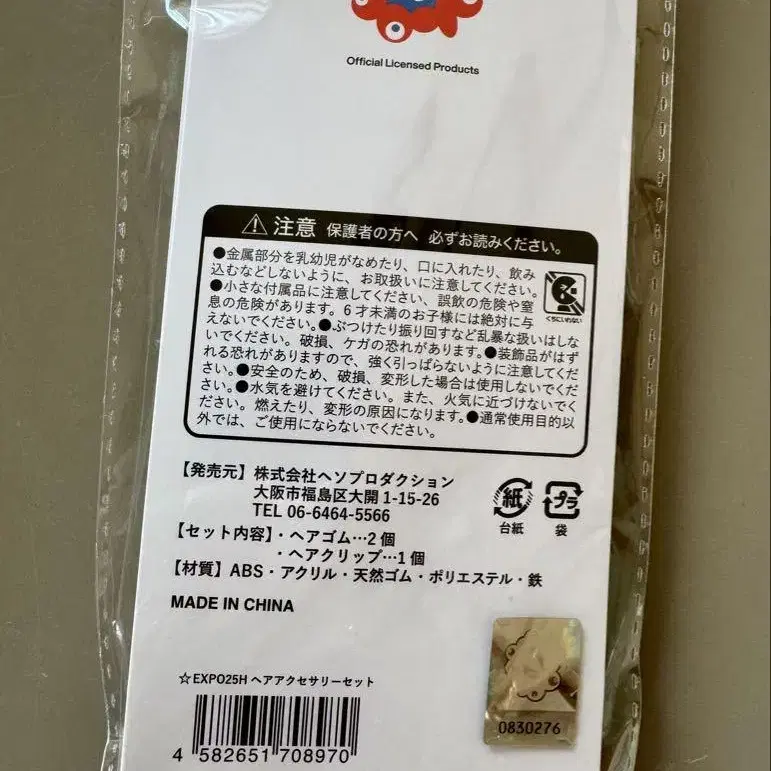 Official Licensed Products
⚠注意 保護者の方へ 必ずお読みください。
●金属部分を乳幼児がなめたり、口に入れたり、飲み
込むなどしないように、お取扱いに注意してください。
●小さな付属品に注意してください、誤飲の危険や窒
息の危険があります。6才未満のお子様には絶対に与
えないでください。●ぶつけたり振り回すなど乱暴な扱いはしな
いでください。破損、ケガの恐れがあります。●装飾品がはず
れる恐れがありますので、強く引っぱらないように注意してくだ
さい。●安全のため、破損、変形した場合は使用しないでくだ
さい。●水気を避けてください。また、火気に近づけないでく
ださい。燃えたり、変形の原因になります。●通常使用目的以
外では、ご使用にならないでください。
くちにいれない
【発売元】株式会社ヘソプロダクション
大阪市福島区大開1-15-26
TEL 06-6464-5566
紙
台紙
プラ
袋
【セット内容】・ヘアゴム…2個
・ヘアクリップ…1個
【材質】ABS・アクリル・天然ゴム・ポリエステル・鉄
MADE IN CHINA
☆EXPO25H ヘアアクセサリーセット
4 582651 708970
0830276